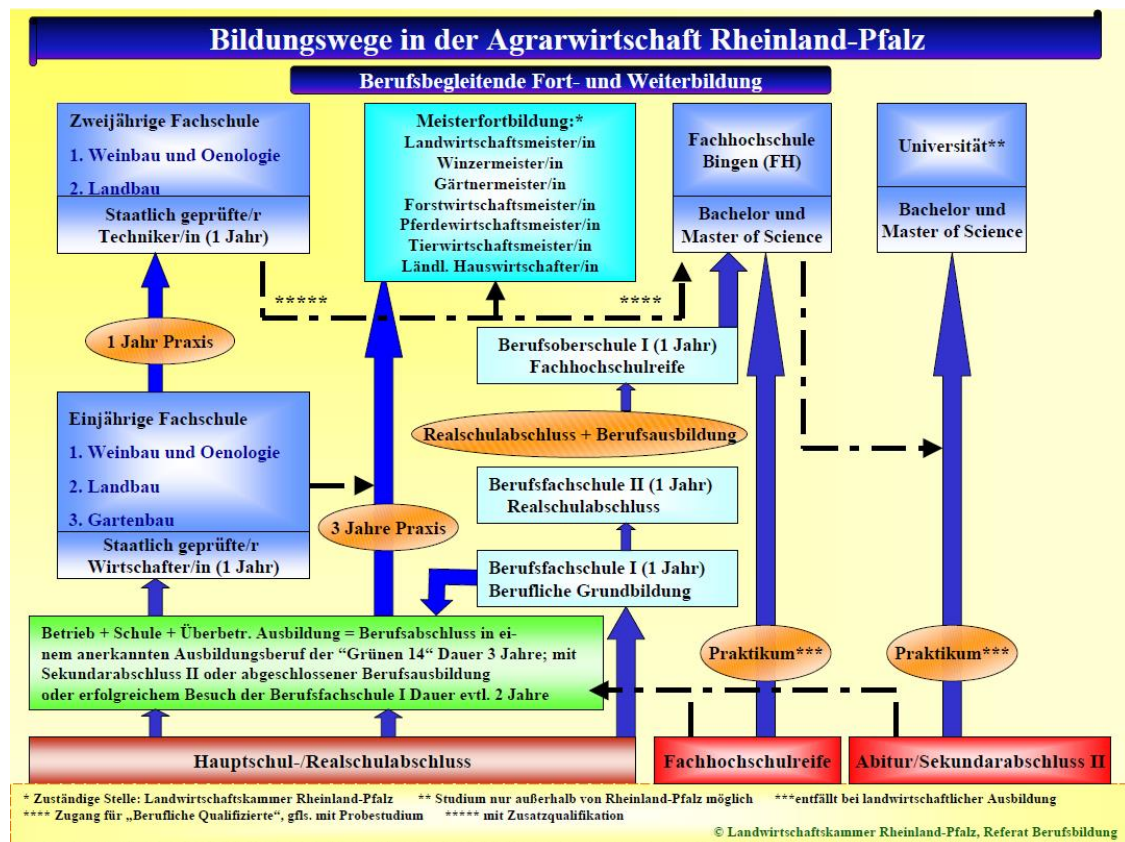 Bildungswege in der Agrarwirtschaft Rheinland-Pfalz
Berufsbegleitende Fort- und Weiterbildung
Zweijährige Fachschule
1. Weinbau und Oenologie
2. Landbau
Staatlich geprüfte/r
Techniker/in (1 Jahr)
Meisterfortbildung:*
Landwirtschaftsmeister/in
Winzermeister/in
Gärtnermeister/in
Forstwirtschaftsmeister/in
Pferdewirtschaftsmeister/in
Tierwirtschaftsmeister/in
Ländl. Hauswirtschafter/in
Fachhochschule
Bingen (FH)
Bachelor und
Master of Science
Universität**
Bachelor und
Master of Science
*****
****
1 Jahr Praxis
Berufsoberschule I (1 Jahr)
Fachhochschulreife
Realschulabschluss + Berufsausbildung
Einjährige Fachschule
1. Weinbau und Oenologie
2. Landbau
3. Gartenbau
Staatlich geprüfte/r
Wirtschafter/in (1 Jahr)
3 Jahre Praxis
Berufsfachschule II (1 Jahr)
Realschulabschluss
Berufsfachschule I (1 Jahr)
Berufliche Grundbildung
Betrieb + Schule + Überbetr. Ausbildung = Berufsabschluss in ei-
nem anerkannten Ausbildungsberuf der “Grünen 14“ Dauer 3 Jahre; mit
Sekundarabschluss II oder abgeschlossener Berufsausbildung
oder erfolgreichem Besuch der Berufsfachschule I Dauer evtl. 2 Jahre
Praktikum***
Praktikum***
Hauptschul-/Realschulabschluss
Fachhochschulreife
Abitur/Sekundarabschluss II
* Zuständige Stelle: Landwirtschaftskammer Rheinland-Pfalz ** Studium nur außerhalb von Rheinland-Pfalz möglich ***entfällt bei landwirtschaftlicher Ausbildung
**** Zugang für „Berufliche Qualifizierte“, gfls. mit Probestudium ***** mit Zusatzqualifikation
© Landwirtschaftskammer Rheinland-Pfalz, Referat Berufsbildung